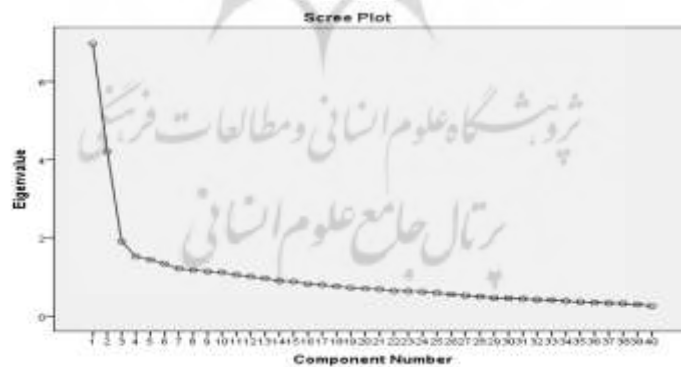 Scree Plot
پژوهشگاه علوم انسانی و مطالعات فرهنگی
پرتال جامع علوم انسانی
Eigenvalue
6
4
2
0
1 2 3 4 5 6 7 8 9 10 11 12 13 14 15 16 17 18 19 20 21 22 23 24 25 26 27 28 29 30 31 32 33 34 35 36 37 38 39 40
Component Number